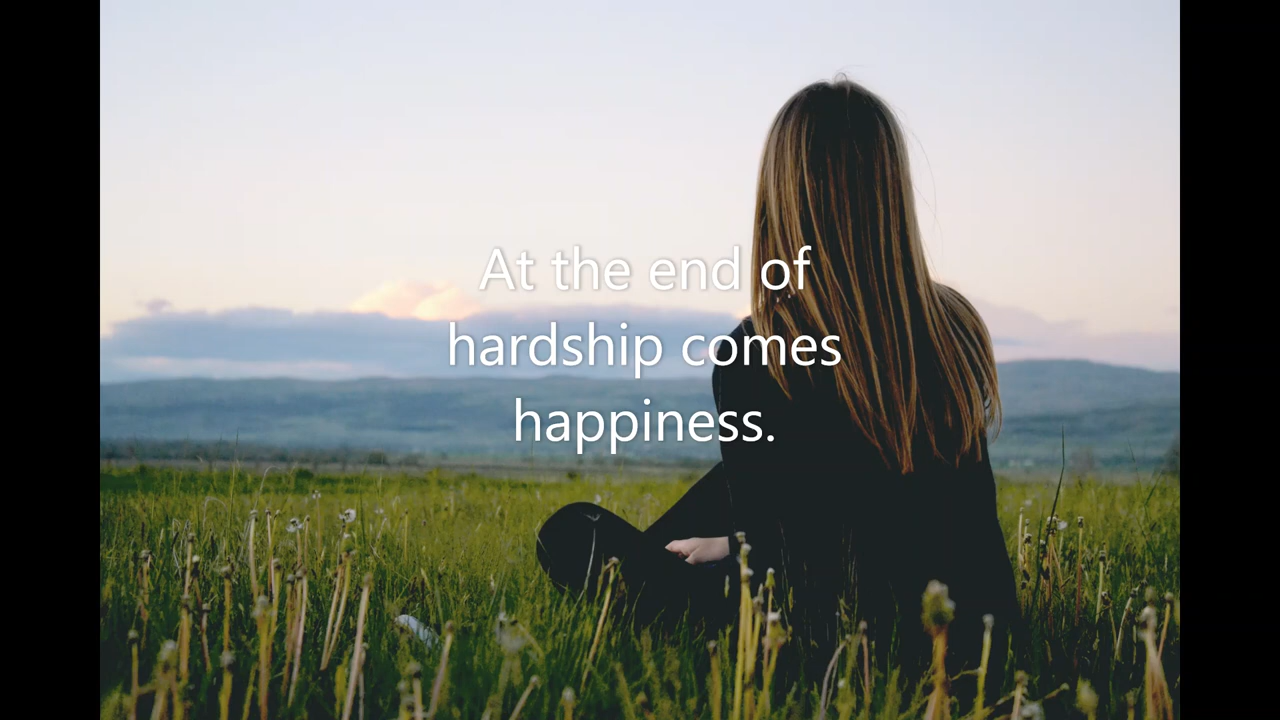 At the end of
hardship comes
happiness.